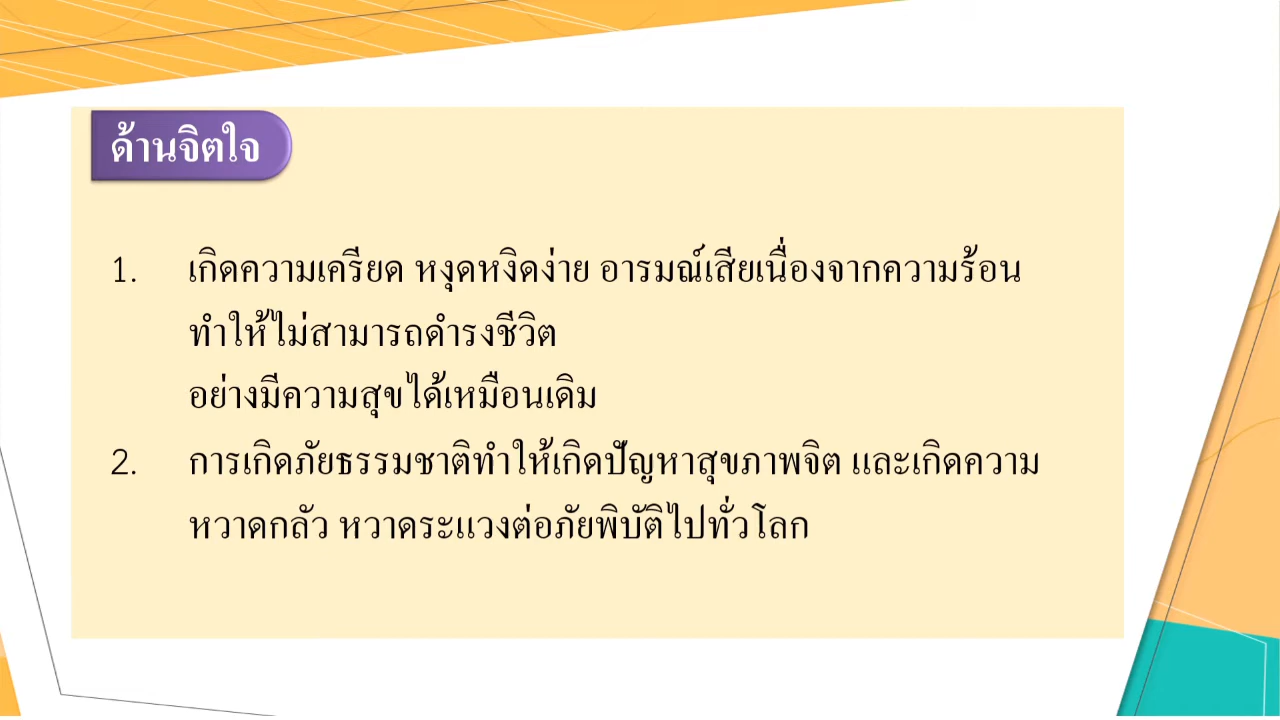 ด้านจิตใจ
1. เกิดความเครียด หงุดหงิดง่าย อารมณ์เสียเนื่องจากความร้อน
ทำให้ไม่สามารถดำรงชีวิต
อย่างมีความสุขได้เหมือนเดิม
2. การเกิดภัยธรรมชาติทำให้เกิดปัญหาสุขภาพจิต และเกิดความ
หวาดกลัว หวาดระแวงต่อภัยพิบัติไปทั่วโลก